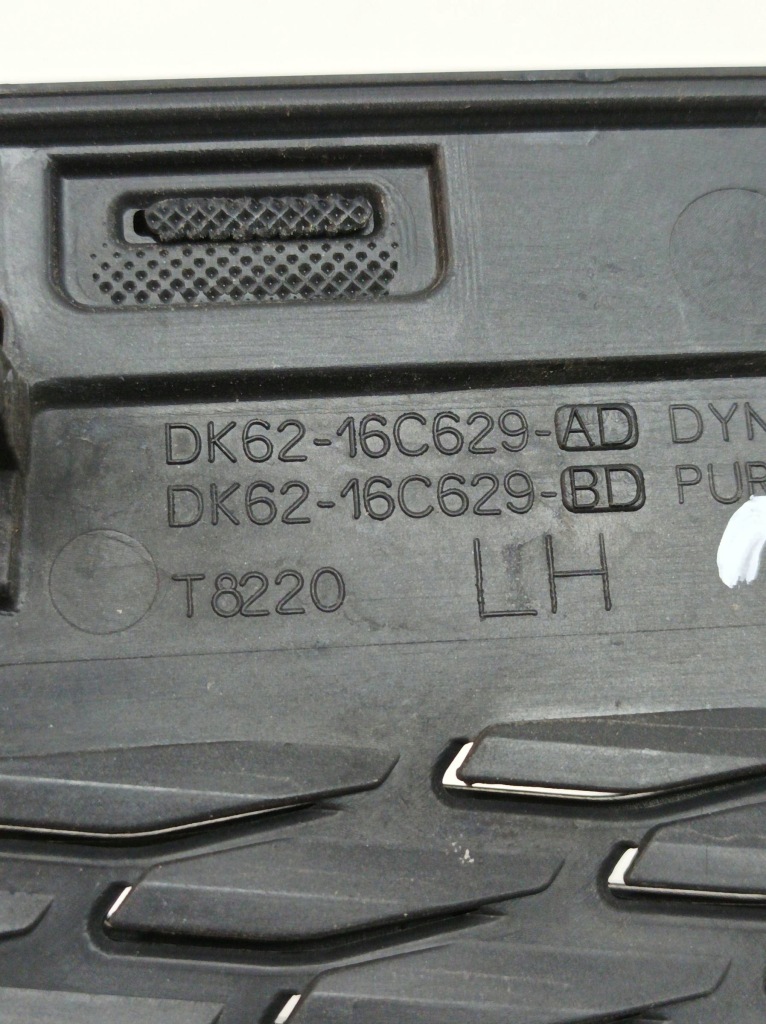 DK62-16C629-AD DYN
DK62-16C629-BD PUR
T8220 LH